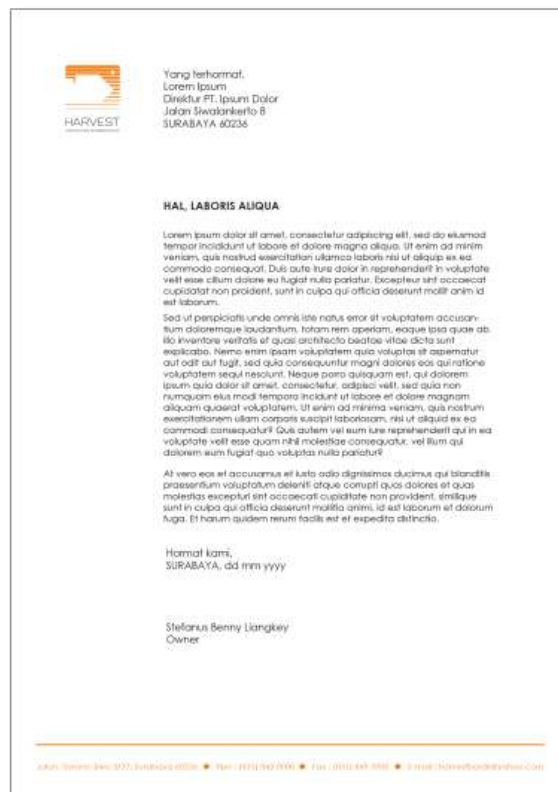 HARVEST
Yang terhormat,
Lorem Ipsum
Direktur PT. Ipsum Dolor
Jalan Siwalankerto 8
SURABAYA 60236
HAL, LABORIS ALIQUA
Lorem ipsum dolor sit amet, consectetur adipiscing elit, sed do eiusmod
tempor incididunt ut labore et dolore magna aliqua. Ut enim ad minim
veniam, quis nostrud exercitation ullamco laboris nisi ut aliquip ex ea
commodo consequat. Duis aute irure dolor in reprehenderit in voluptate
velit esse cillum dolore eu fugiat nulla pariatur. Excepteur sint occaecat
cupidatat non proident, sunt in culpa qui officia deserunt mollit anim id
est laborum.
Sed ut perspiciatis unde omnis iste natus error sit voluptatem accusan-
tium doloremque laudantium, totam rem aperiam, eaque ipsa quae ab
illo inventore veritatis et quasi architecto beatae vitae dicta sunt
explicabo. Nemo enim ipsam voluptatem quia voluptas sit aspernatur
aut odit aut fugit, sed quia consequuntur magni dolores eos qui ratione
voluptatem sequi nesciunt. Neque porro quisquam est, qui dolorem
ipsum quia dolor sit amet, consectetur, adipisci velit, sed quia non
numquam eius modi tempora incidunt ut labore et dolore magnam
aliquam quaerat voluptatem. Ut enim ad minima veniam, quis nostrum
exercitationem ullam corporis suscipit laboriosam, nisi ut aliquid ex ea
commodi consequatur? Quis autem vel eum iure reprehenderit qui in ea
voluptate velit esse quam nihil molestiae consequatur, vel illum qui
dolorem eum fugiat quo voluptas nulla pariatur?
At vero eos et accusamus et iusto odio dignissimos ducimus qui blanditiis
praesentium voluptatum deleniti atque corrupti quos dolores et quas
molestias excepturi sint occaecati cupiditate non provident, similique
sunt in culpa qui officia deserunt mollitia animi, id est laborum et dolorum
fuga. Et harum quidem rerum facilis est et expedita distinctio.
Hormat kami,
SURABAYA, dd mm yyyy
Stefanus Benny Liangkey
Owner